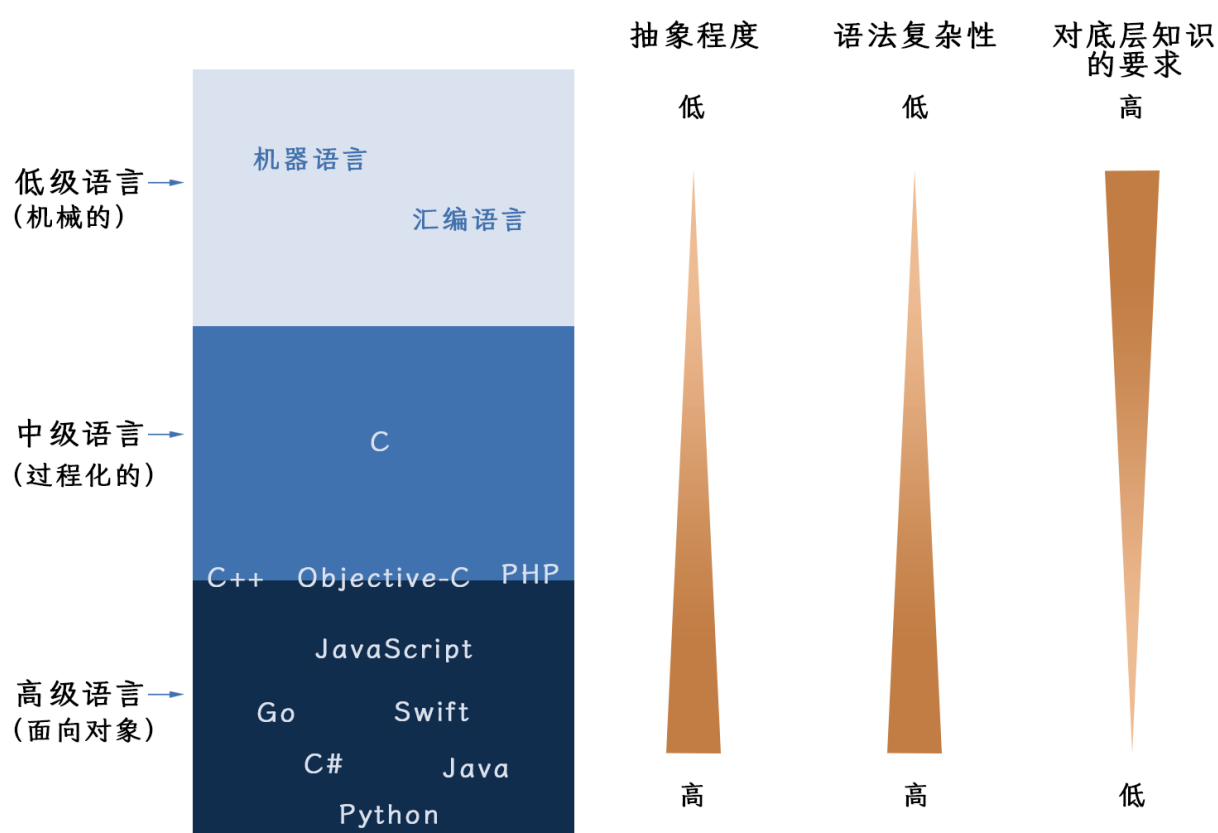 抽象程度
语法复杂性
对底层知识
的要求
低
低
高
低级语言
(机械的)
机器语言
汇编语言
中级语言
(过程化的)
C
C++
Objective-C
PHP
高级语言
(面向对象)
JavaScript
Go
Swift
C#
Java
Python
高
高
低